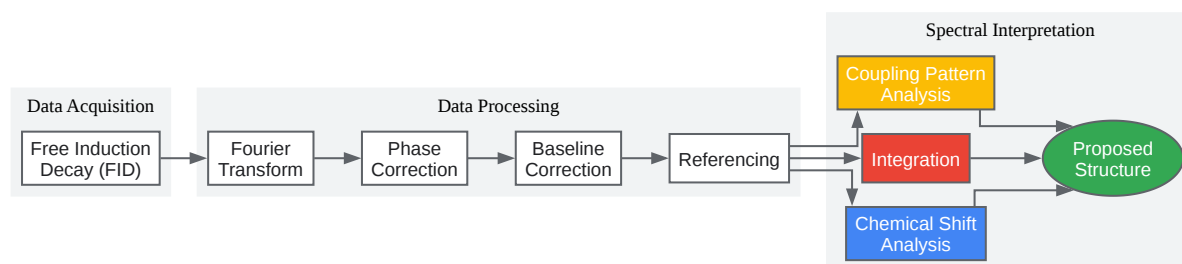 Data Acquisition
Free Induction
Decay (FID)
Data Processing
Fourier
Transform
Phase
Correction
Baseline
Correction
Referencing
Spectral Interpretation
Coupling Pattern
Analysis
Integration
Chemical Shift
Analysis
Proposed
Structure